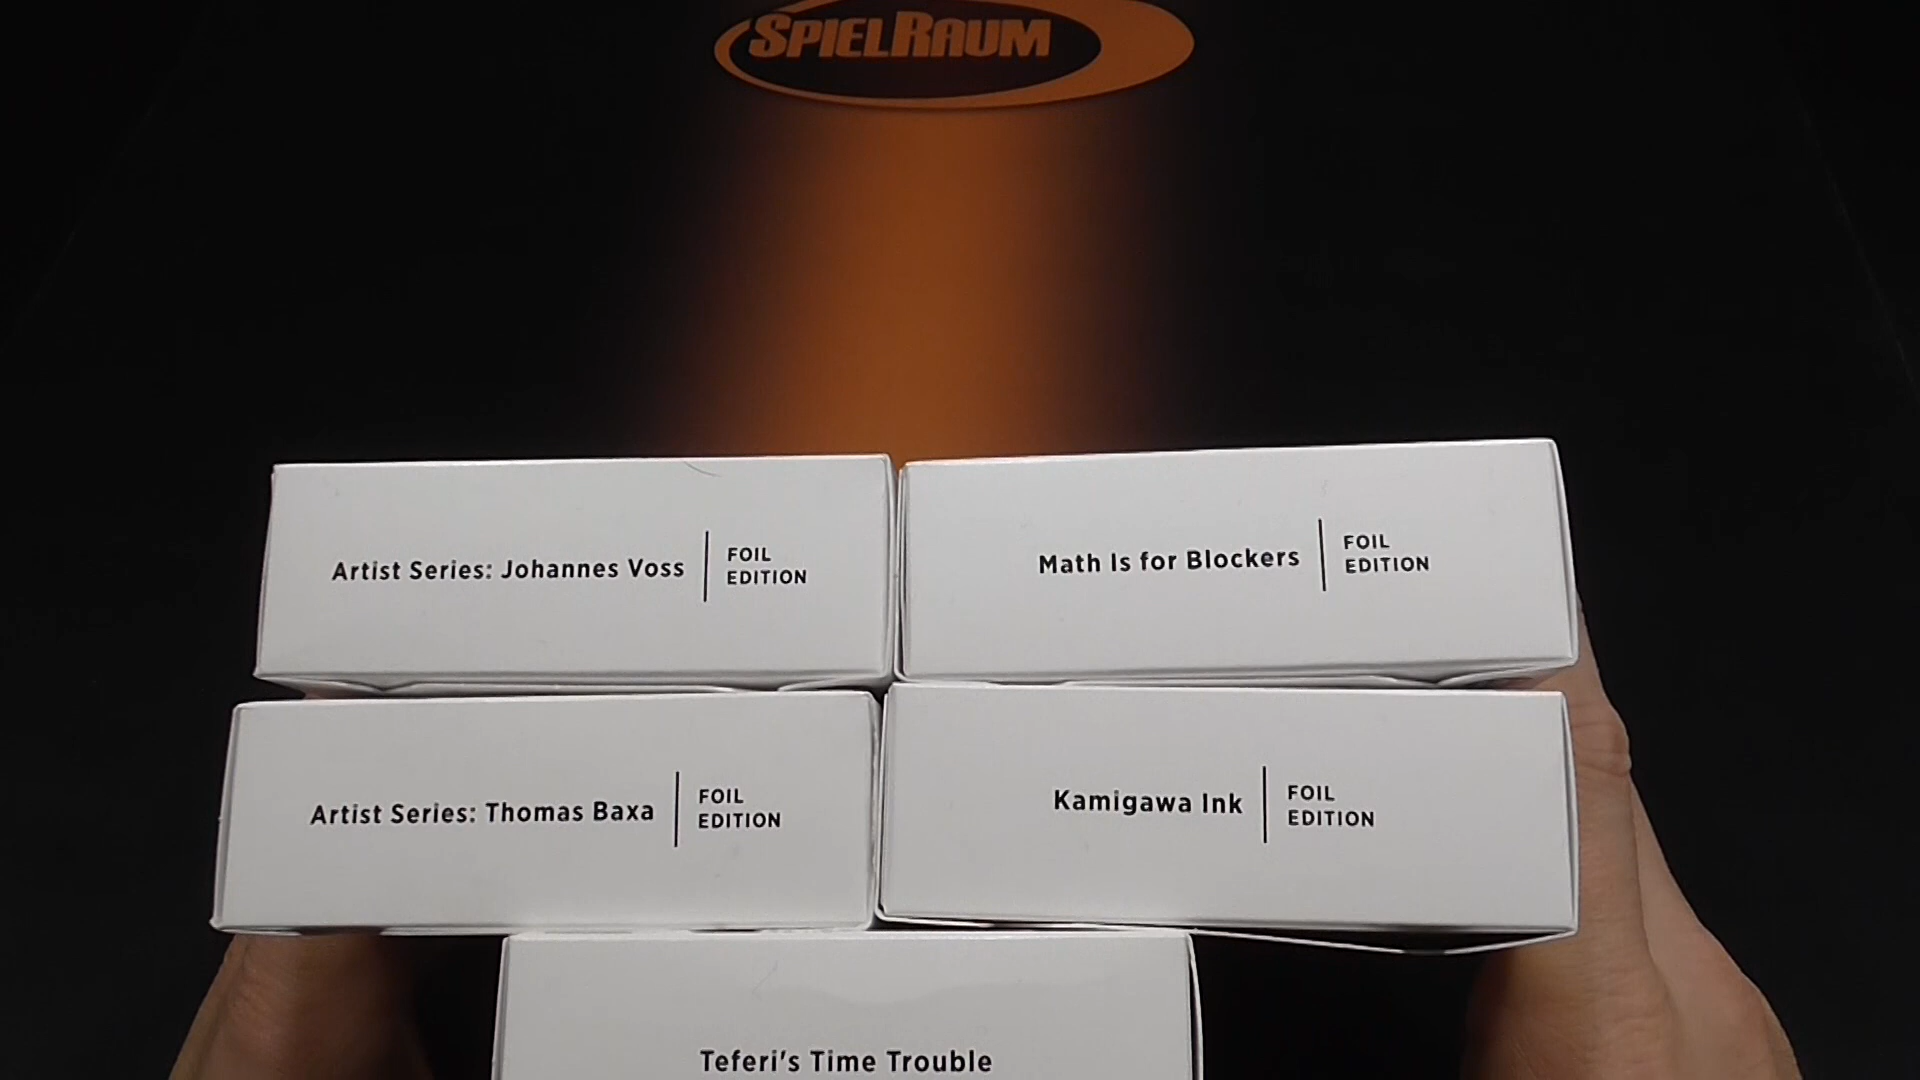 SPIELRAUM
Artist Series: Johannes Voss
FOIL
EDITION
Math Is for Blockers
FOIL
EDITION
Artist Series: Thomas Baxa
FOIL
EDITION
Kamigawa Ink
FOIL
EDITION
Teferi's Time Trouble